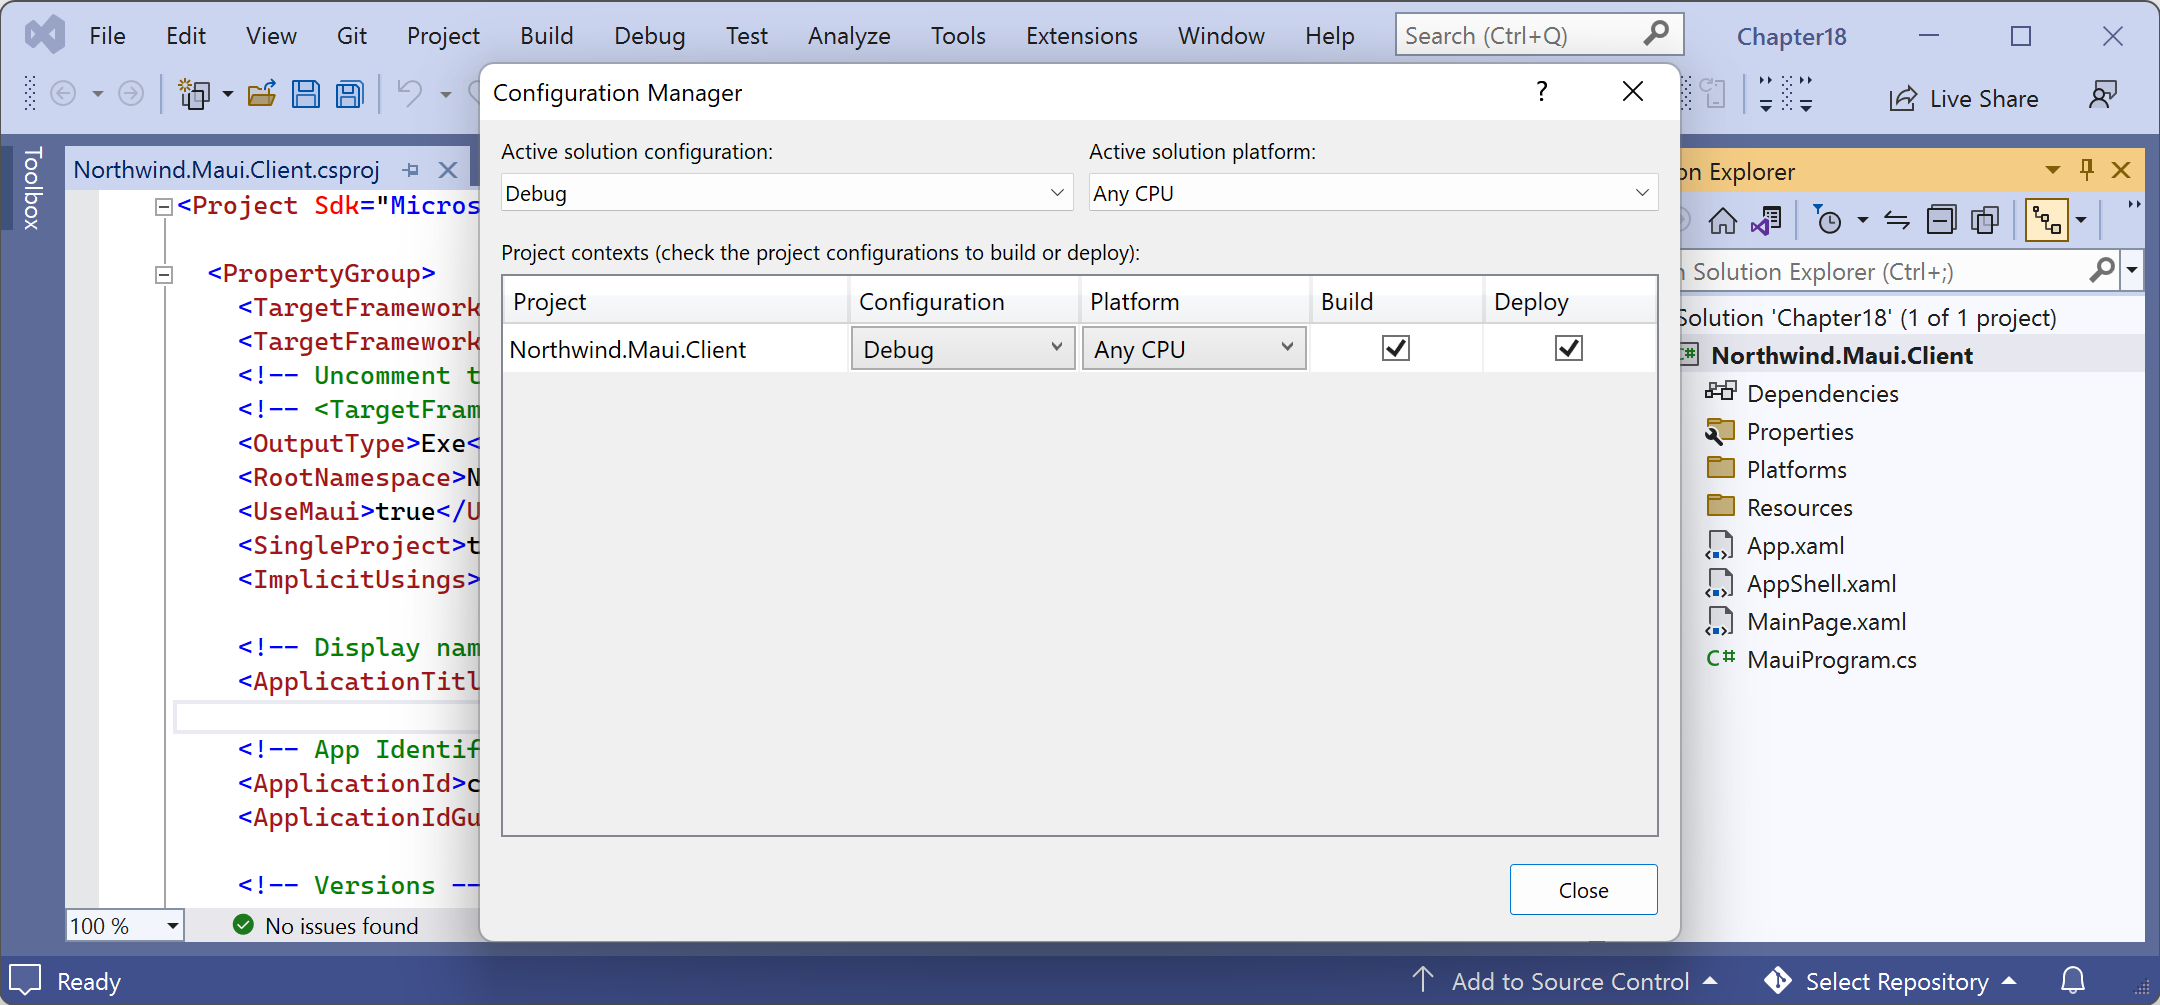 File Edit View Git Project Build Debug Test Analyze Tools Extensions Window Help Search (Ctrl+Q) Chapter18
Live Share
Toolbox
Northwind.Maui.Client.csproj
<Project Sdk="Micros
<PropertyGroup>
<TargetFramework
<TargetFramework
<!-- Uncomment t
<!-- <TargetFram
<OutputType>Exe<
<RootNamespace>N
<UseMaui>true</U
<SingleProject>t
<ImplicitUsings>
<!-- Display nam
<ApplicationTitl
<!-- App Identif
<ApplicationId>c
<ApplicationIdGu
<!-- Versions --
100 %
No issues found
Configuration Manager
?
Active solution configuration:
Active solution platform:
Debug
Any CPU
Project contexts (check the project configurations to build or deploy):
Project Configuration Platform Build Deploy
Northwind.Maui.Client Debug Any CPU
Close
on Explorer
Solution Explorer (Ctrl+;)
Solution 'Chapter18' (1 of 1 project)
C# Northwind.Maui.Client
Dependencies
Properties
Platforms
Resources
App.xaml
AppShell.xaml
MainPage.xaml
C# MauiProgram.cs
Ready
Add to Source Control
Select Repository